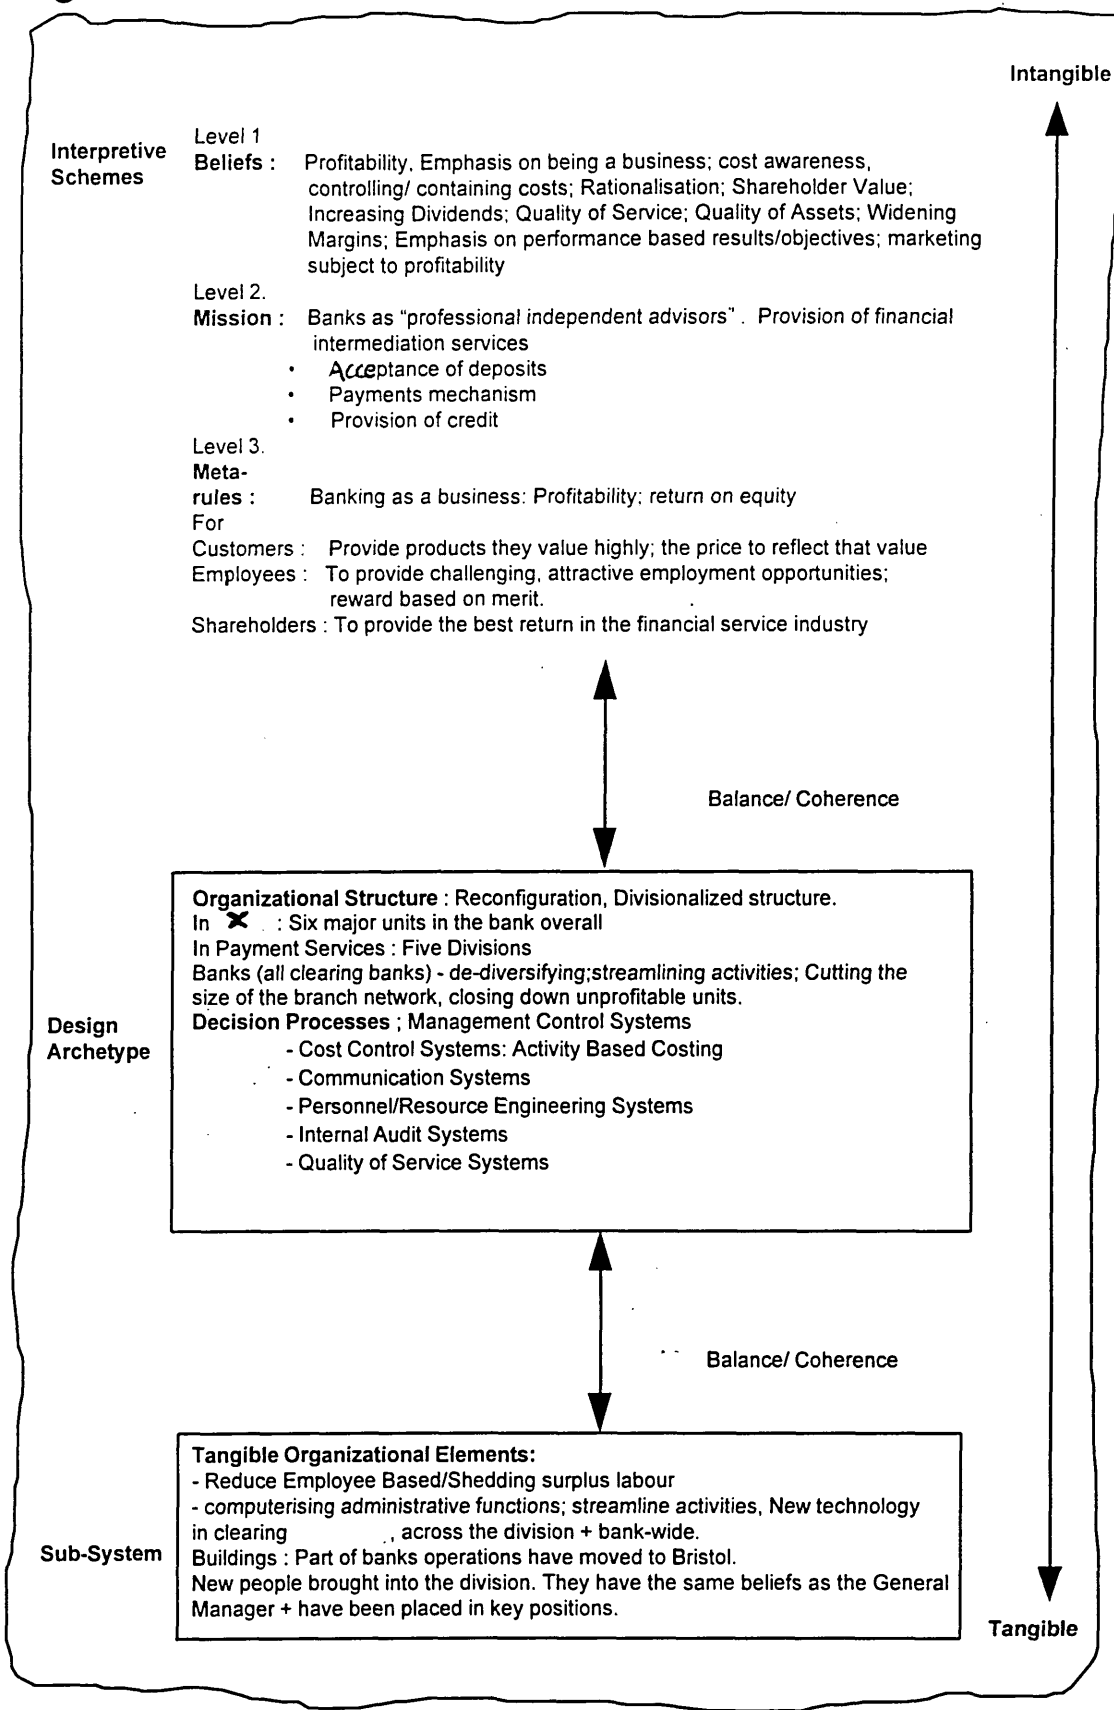 Intangible
Interpretive
Schemes
Level 1
Beliefs : Profitability, Emphasis on being a business; cost awareness,
controlling/ containing costs; Rationalisation; Shareholder Value;
Increasing Dividends; Quality of Service; Quality of Assets; Widening
Margins; Emphasis on performance based results/objectives; marketing
subject to profitability
Level 2.
Mission : Banks as "professional independent advisors" . Provision of financial
intermediation services
• Acceptance of deposits
• Payments mechanism
• Provision of credit
Level 3.
Meta-
rules : Banking as a business: Profitability; return on equity
For
Customers : Provide products they value highly; the price to reflect that value
Employees : To provide challenging, attractive employment opportunities;
reward based on merit.
Shareholders : To provide the best return in the financial service industry
Balance/ Coherence
Design
Archetype
Organizational Structure : Reconfiguration, Divisionalized structure.
In X : Six major units in the bank overall
In Payment Services : Five Divisions
Banks (all clearing banks) - de-diversifying;streamlining activities; Cutting the
size of the branch network, closing down unprofitable units.
Decision Processes ; Management Control Systems
- Cost Control Systems: Activity Based Costing
- Communication Systems
- Personnel/Resource Engineering Systems
- Internal Audit Systems
- Quality of Service Systems
Balance/ Coherence
Sub-System
Tangible Organizational Elements:
- Reduce Employee Based/Shedding surplus labour
- computerising administrative functions; streamline activities, New technology
in clearing , across the division + bank-wide.
Buildings : Part of banks operations have moved to Bristol.
New people brought into the division. They have the same beliefs as the General
Manager + have been placed in key positions.
Tangible